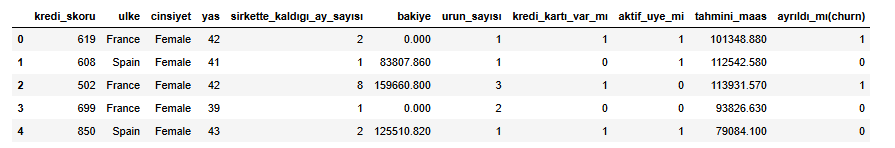 kredi_skoru ulke cinsiyet yas sirkette_kaldıgı_ay_sayısı bakiye urun_sayısı kredi_kartı_var_mı aktif_uye_mi tahmini_maas ayrıldı_mı(churn)
0 619 France Female 42 2 0.000 1 1 1 101348.880 1
1 608 Spain Female 41 1 83807.860 1 0 1 112542.580 0
2 502 France Female 42 8 159660.800 3 1 0 113931.570 1
3 699 France Female 39 1 0.000 2 0 0 93826.630 0
4 850 Spain Female 43 2 125510.820 1 1 1 79084.100 0